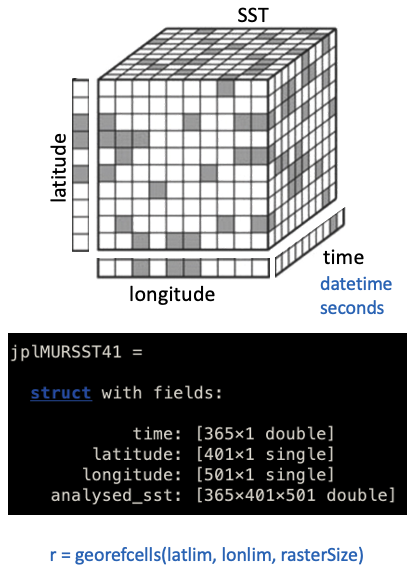 SST
latitude
longitude
time
datetime
seconds
jplMURSST41 =
struct with fields:
time: [365×1 double]
latitude: [401×1 single]
longitude: [501×1 single]
analysed_sst: [365×401×501 double]
r = georefcells(latlim, lonlim, rasterSize)